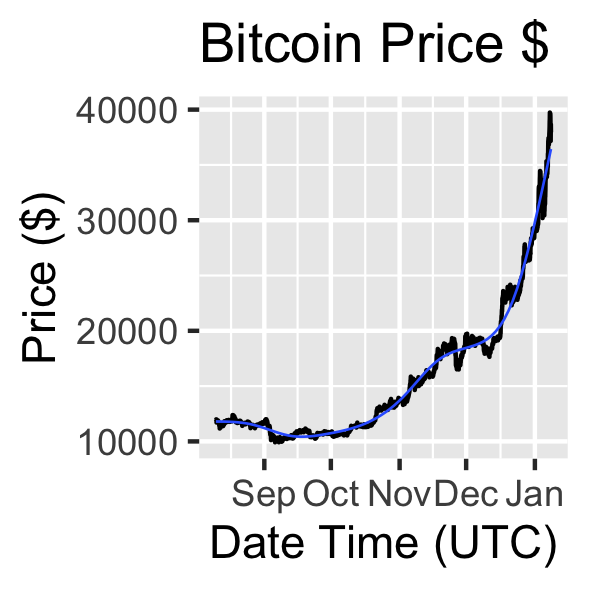 Bitcoin Price $
Price ($)
40000
30000
20000
10000
Sep Oct Nov Dec Jan
Date Time (UTC)